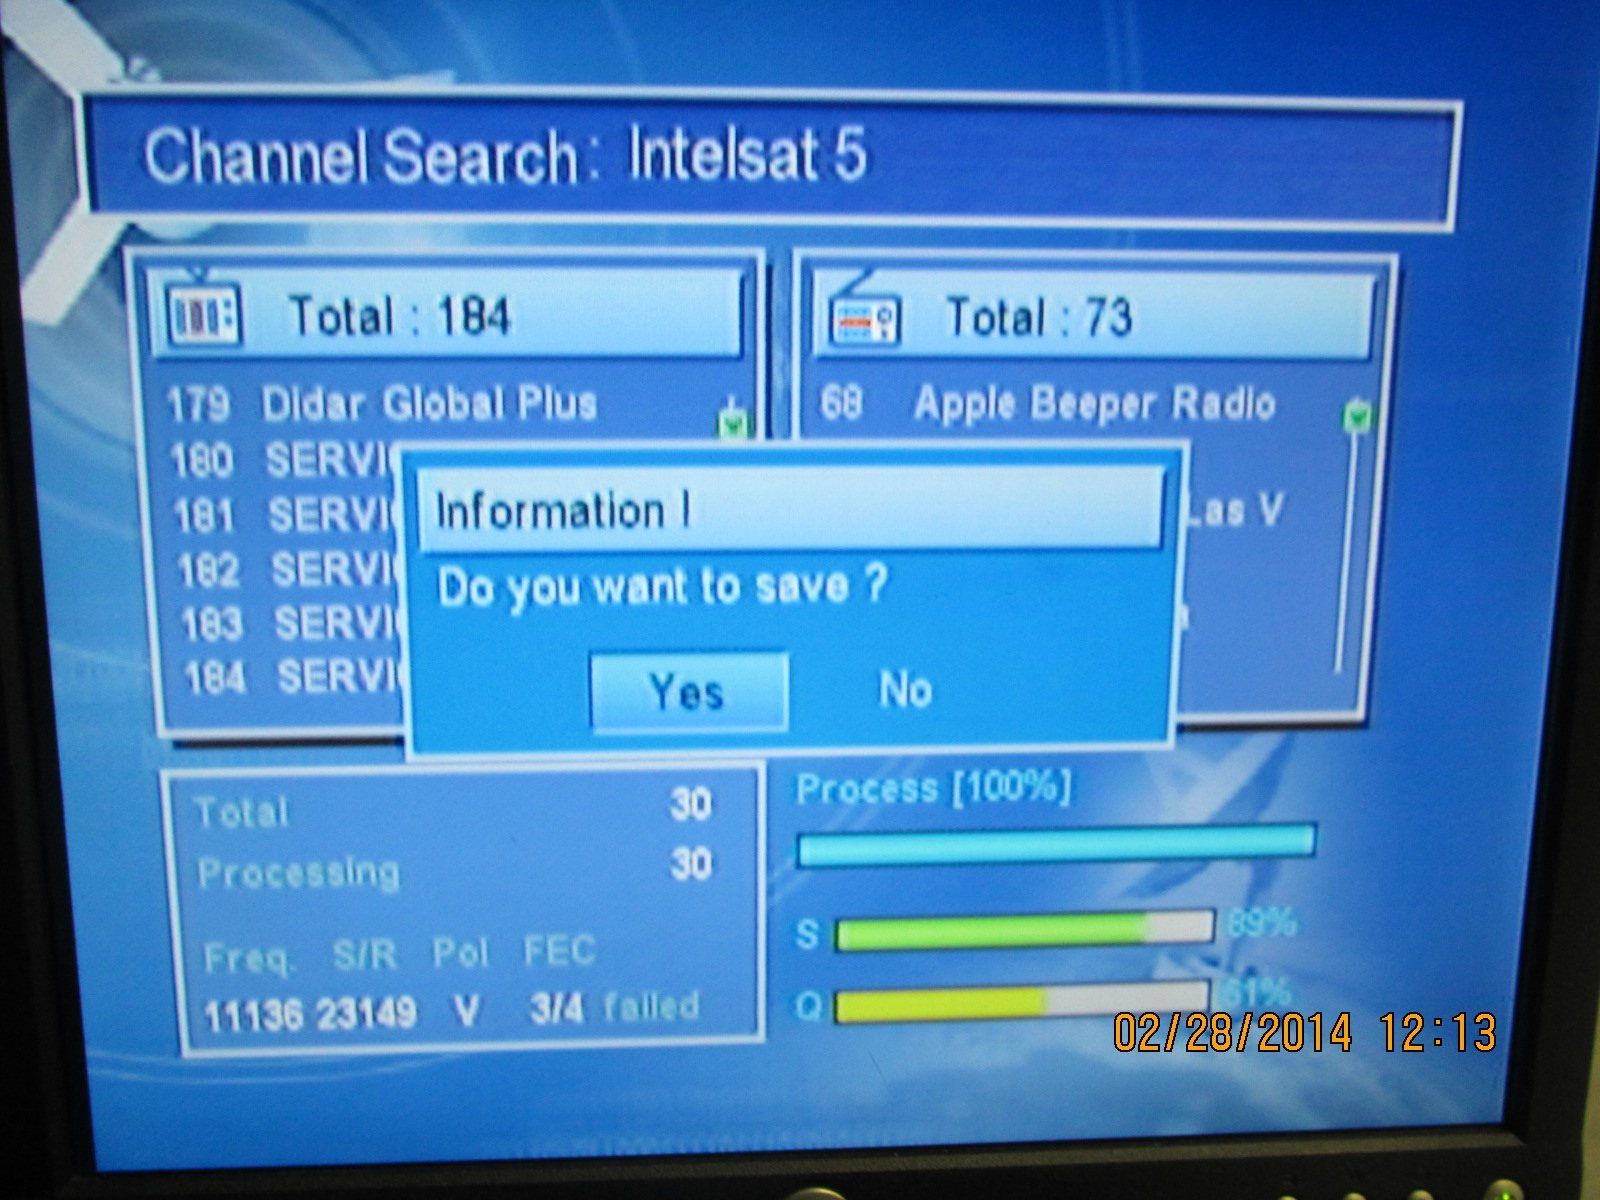 Channel Search: Intelsat 5
Total : 184
Total : 73
179 Didar Global Plus
68 Apple Beeper Radio
180 SERVI
181 SERVI
Las V
182 SERVI
183 SERVI
184 SERVI
Information !
Do you want to save ?
Yes No
Total 30
Processing 30
Freq. S/R Pol FEC
11136 23149 V 3/4 failed
Process [100%]
S 89%
Q 61%
02/28/2014 12:13